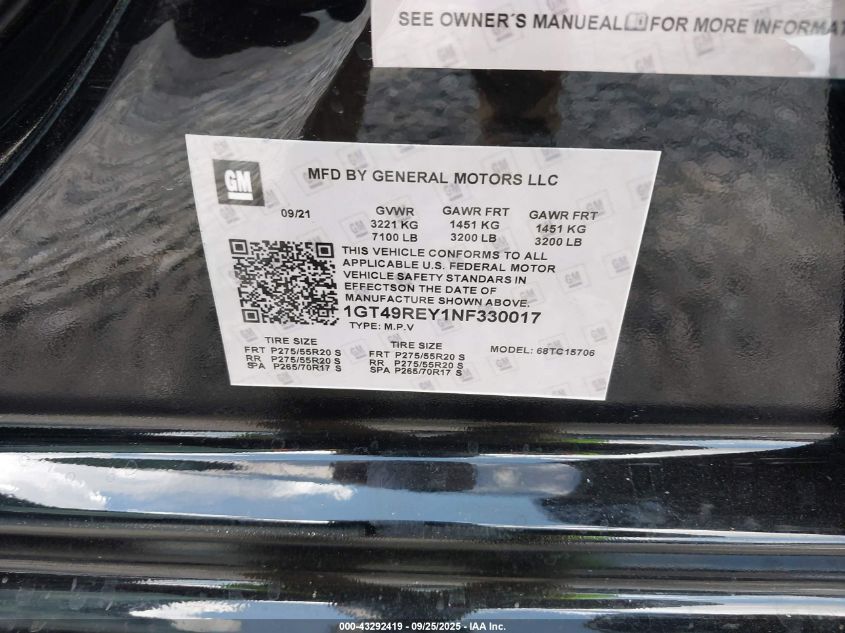 SEE OWNER´S MANUEAL FOR MORE INFORMAT
GM
MFD BY GENERAL MOTORS LLC
09/21
GVWR GAWR FRT GAWR FRT
3221 KG 1451 KG 1451 KG
7100 LB 3200 LB 3200 LB
THIS VEHICLE CONFORMS TO ALL
APPLICABLE U.S. FEDERAL MOTOR
VEHICLE SAFETY STANDARS IN
EFFECTSON THE DATE OF
MANUFACTURE SHOWN ABOVE.
1GT49REY1NF330017
TYPE: M.P.V
TIRE SIZE
FRT P275/55R20 S
RR P275/55R20 S
SPA P265/70R17 S
TIRE SIZE
FRT P275/55R20 S
RR P275/55R20 S
SPA P265/70R17 S
MODEL: 68TC15706
000-43292419 - 09/25/2025 - IAA Inc.